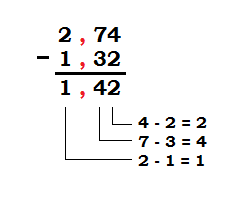 2 , 74
- 1 , 32
1 , 42
4 - 2 = 2
7 - 3 = 4
2 - 1 = 1